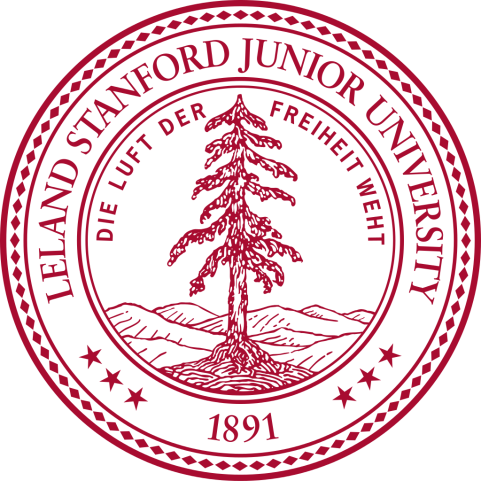 LELAND STANFORD JUNIOR UNIVERSITY
DIE LUFT DER FREIHEIT WEHT
1891